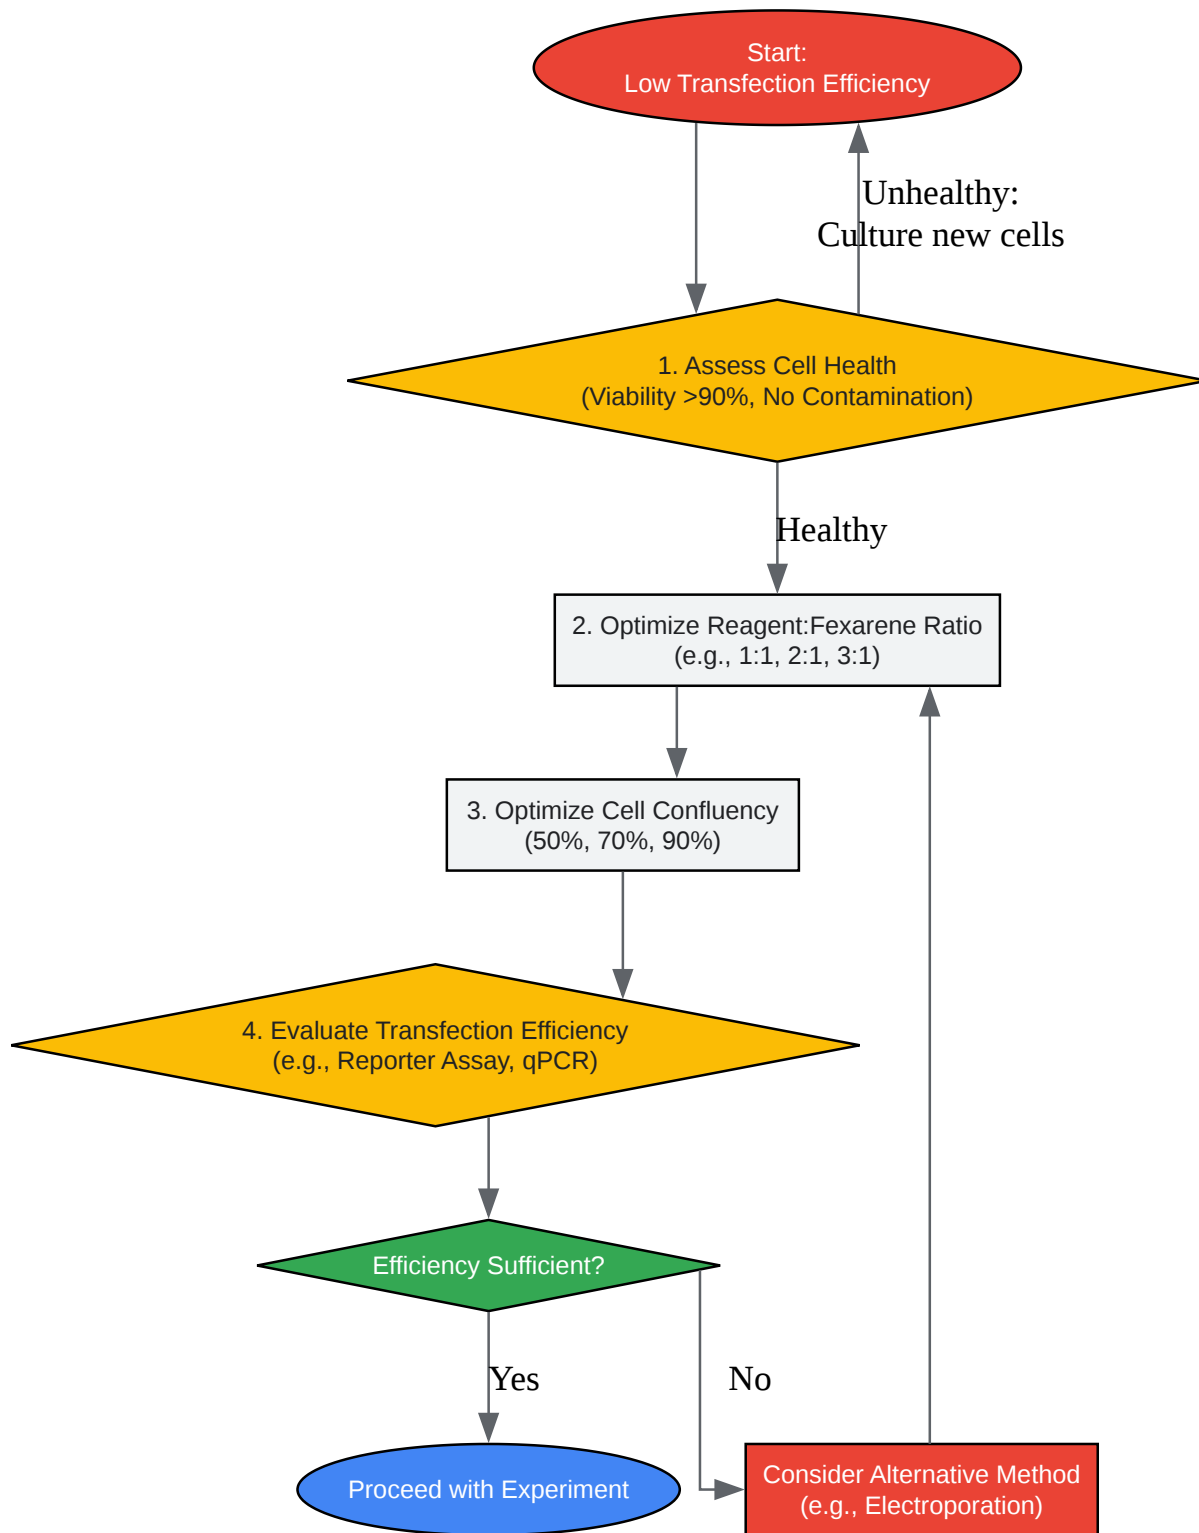 Start:
Low Transfection Efficiency
Unhealthy:
Culture new cells
1. Assess Cell Health
(Viability >90%, No Contamination)
Healthy
2. Optimize Reagent:Fexarene Ratio
(e.g., 1:1, 2:1, 3:1)
3. Optimize Cell Confluency
(50%, 70%, 90%)
4. Evaluate Transfection Efficiency
(e.g., Reporter Assay, qPCR)
Efficiency Sufficient?
Yes
No
Proceed with Experiment
Consider Alternative Method
(e.g., Electroporation)